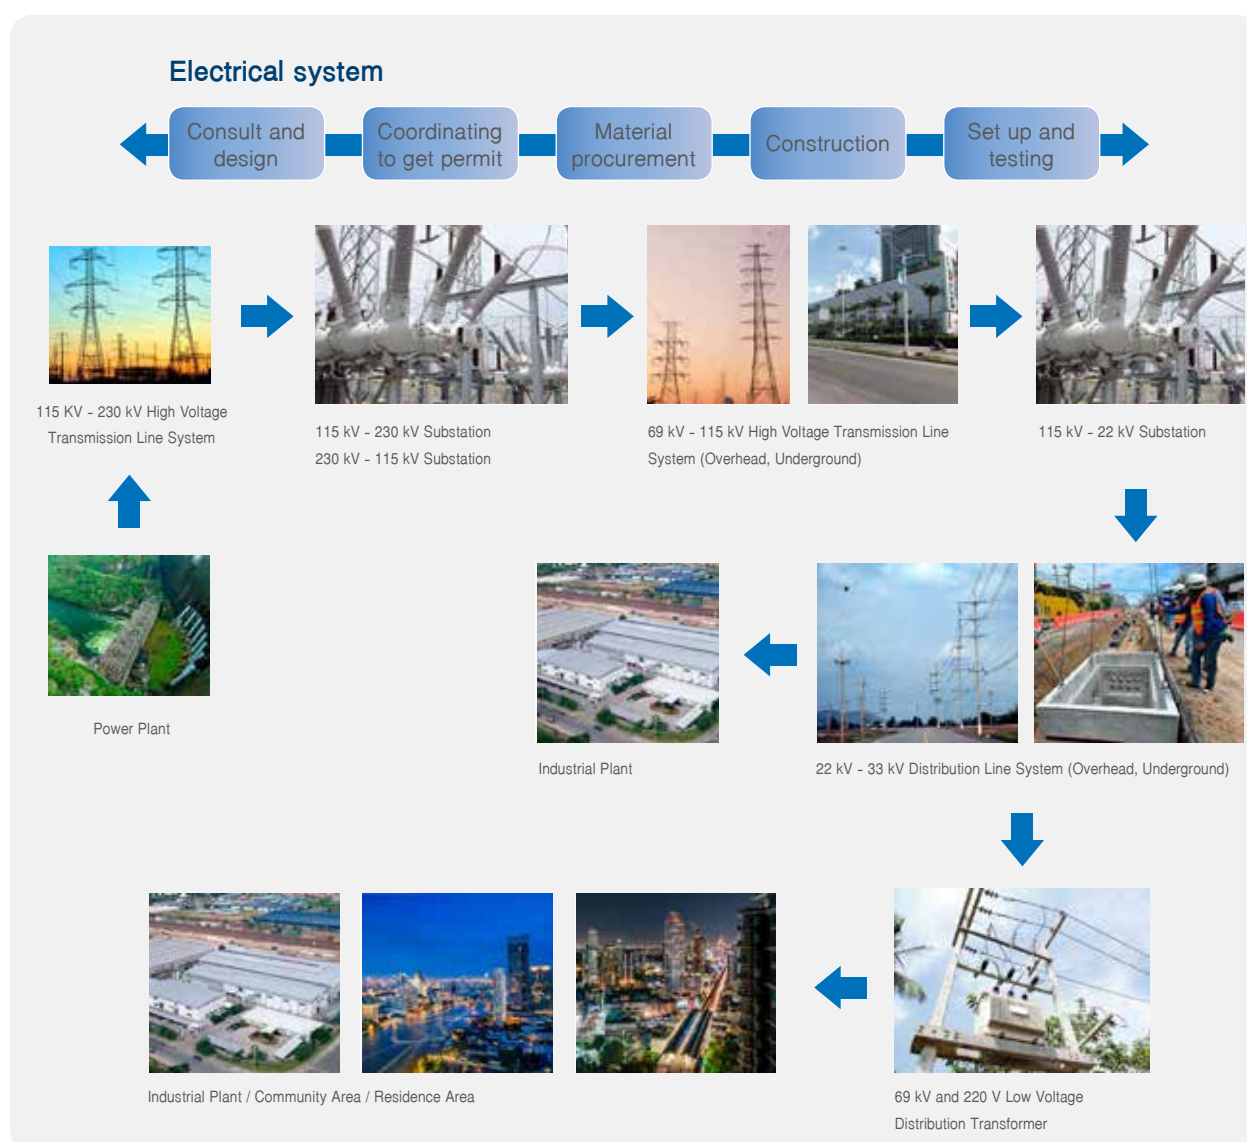 Electrical system
Consult and
design
Coordinating
to get permit
Material
procurement
Construction
Set up and
testing
115 KV - 230 kV High Voltage
Transmission Line System
115 kV - 230 kV Substation
230 kV - 115 kV Substation
69 kV - 115 kV High Voltage Transmission Line
System (Overhead, Underground)
115 kV - 22 kV Substation
Power Plant
Industrial Plant
22 kV - 33 kV Distribution Line System (Overhead, Underground)
Industrial Plant / Community Area / Residence Area
69 kV and 220 V Low Voltage
Distribution Transformer